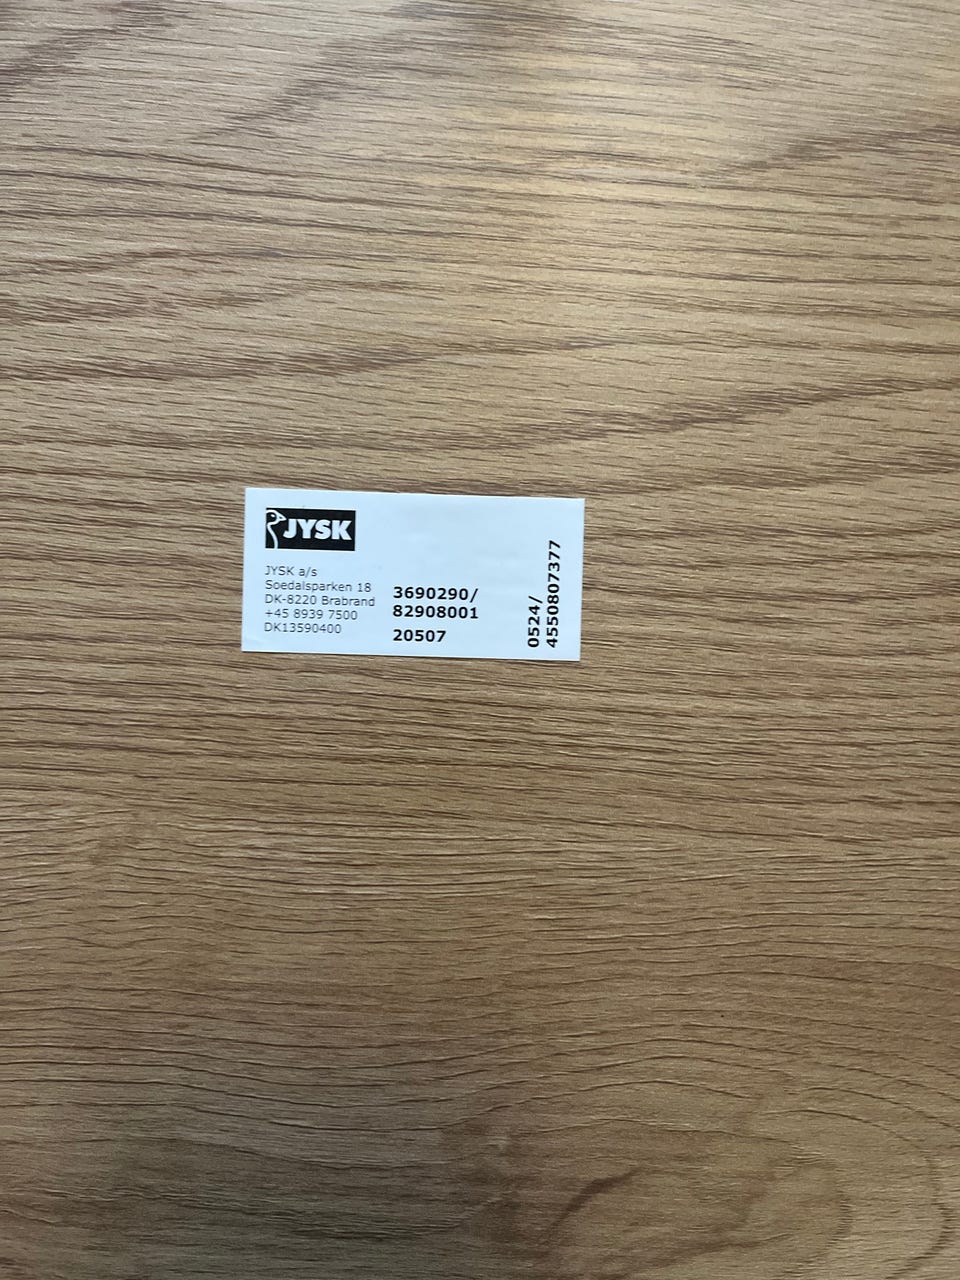 JYSK
JYSK a/s
Soedalsparken 18
DK-8220 Brabrand
+45 8939 7500
DK13590400
3690290/
82908001
20507
0524/
4550807377